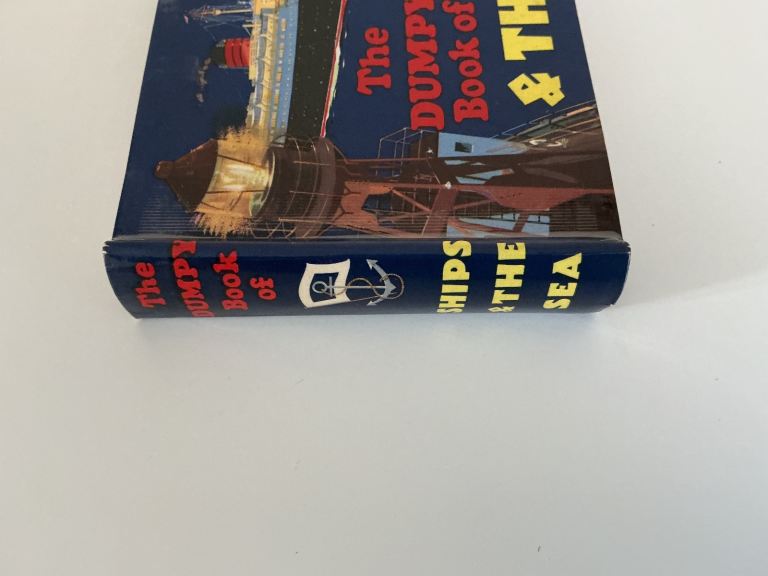 The
DUMPY
Book of
& TH
The
DUMPY
Book
of
SHIPS
& THE
SEA